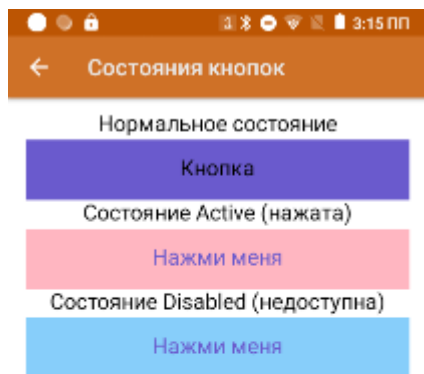 3:15 ПП
Состояния кнопок
Нормальное состояние
Кнопка
Состояние Active (нажата)
Нажми меня
Состояние Disabled (недоступна)
Нажми меня